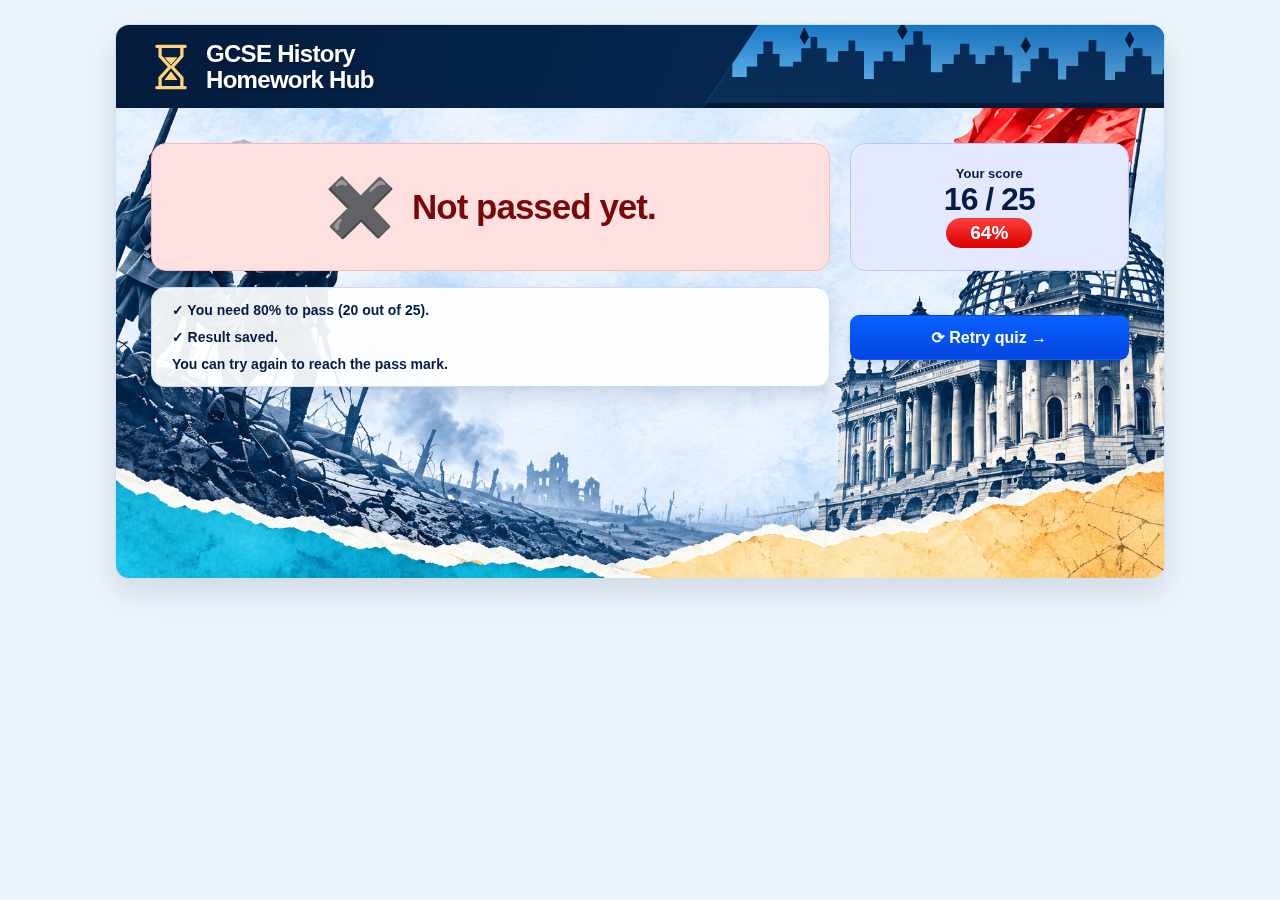 GCSE History
Homework Hub
✖ Not passed yet.
Your score
16 / 25
64%
✓ You need 80% to pass (20 out of 25).
✓ Result saved.
You can try again to reach the pass mark.
⟳ Retry quiz →